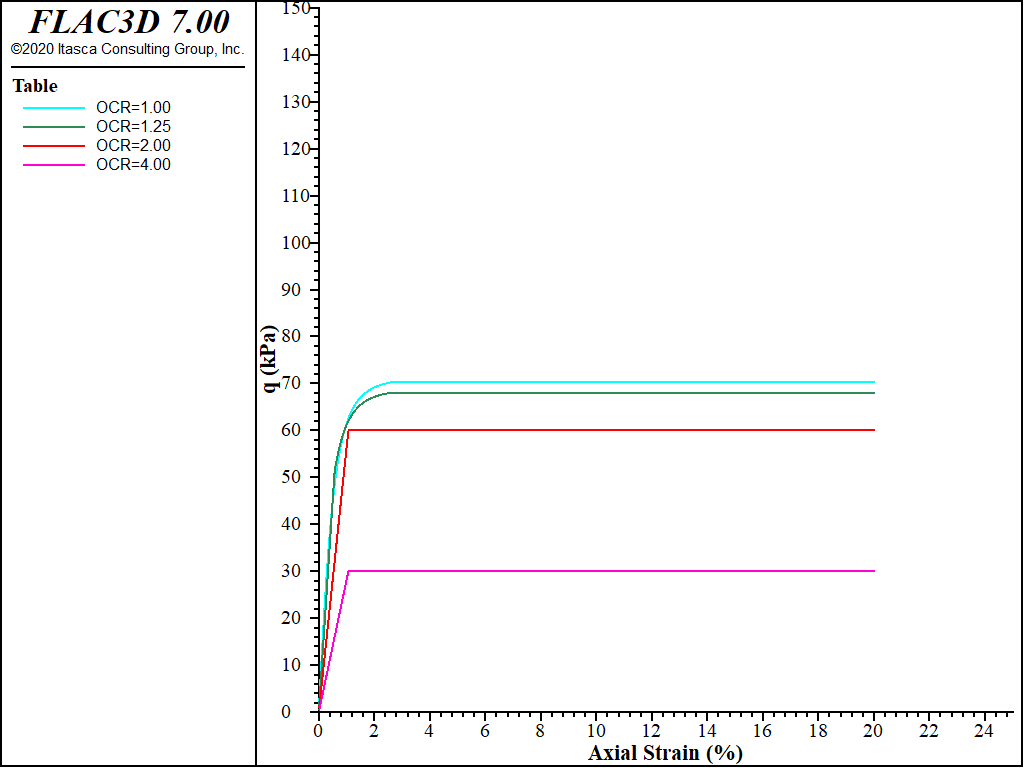 FLAC3D 7.00
©2020 Itasca Consulting Group, Inc.
Table
OCR=1.00
OCR=1.25
OCR=2.00
OCR=4.00
q (kPa)
150
140
130
120
110
100
90
80
70
60
50
40
30
20
10
0
0 2 4 6 8 10 12 14 16 18 20 22 24
Axial Strain (%)